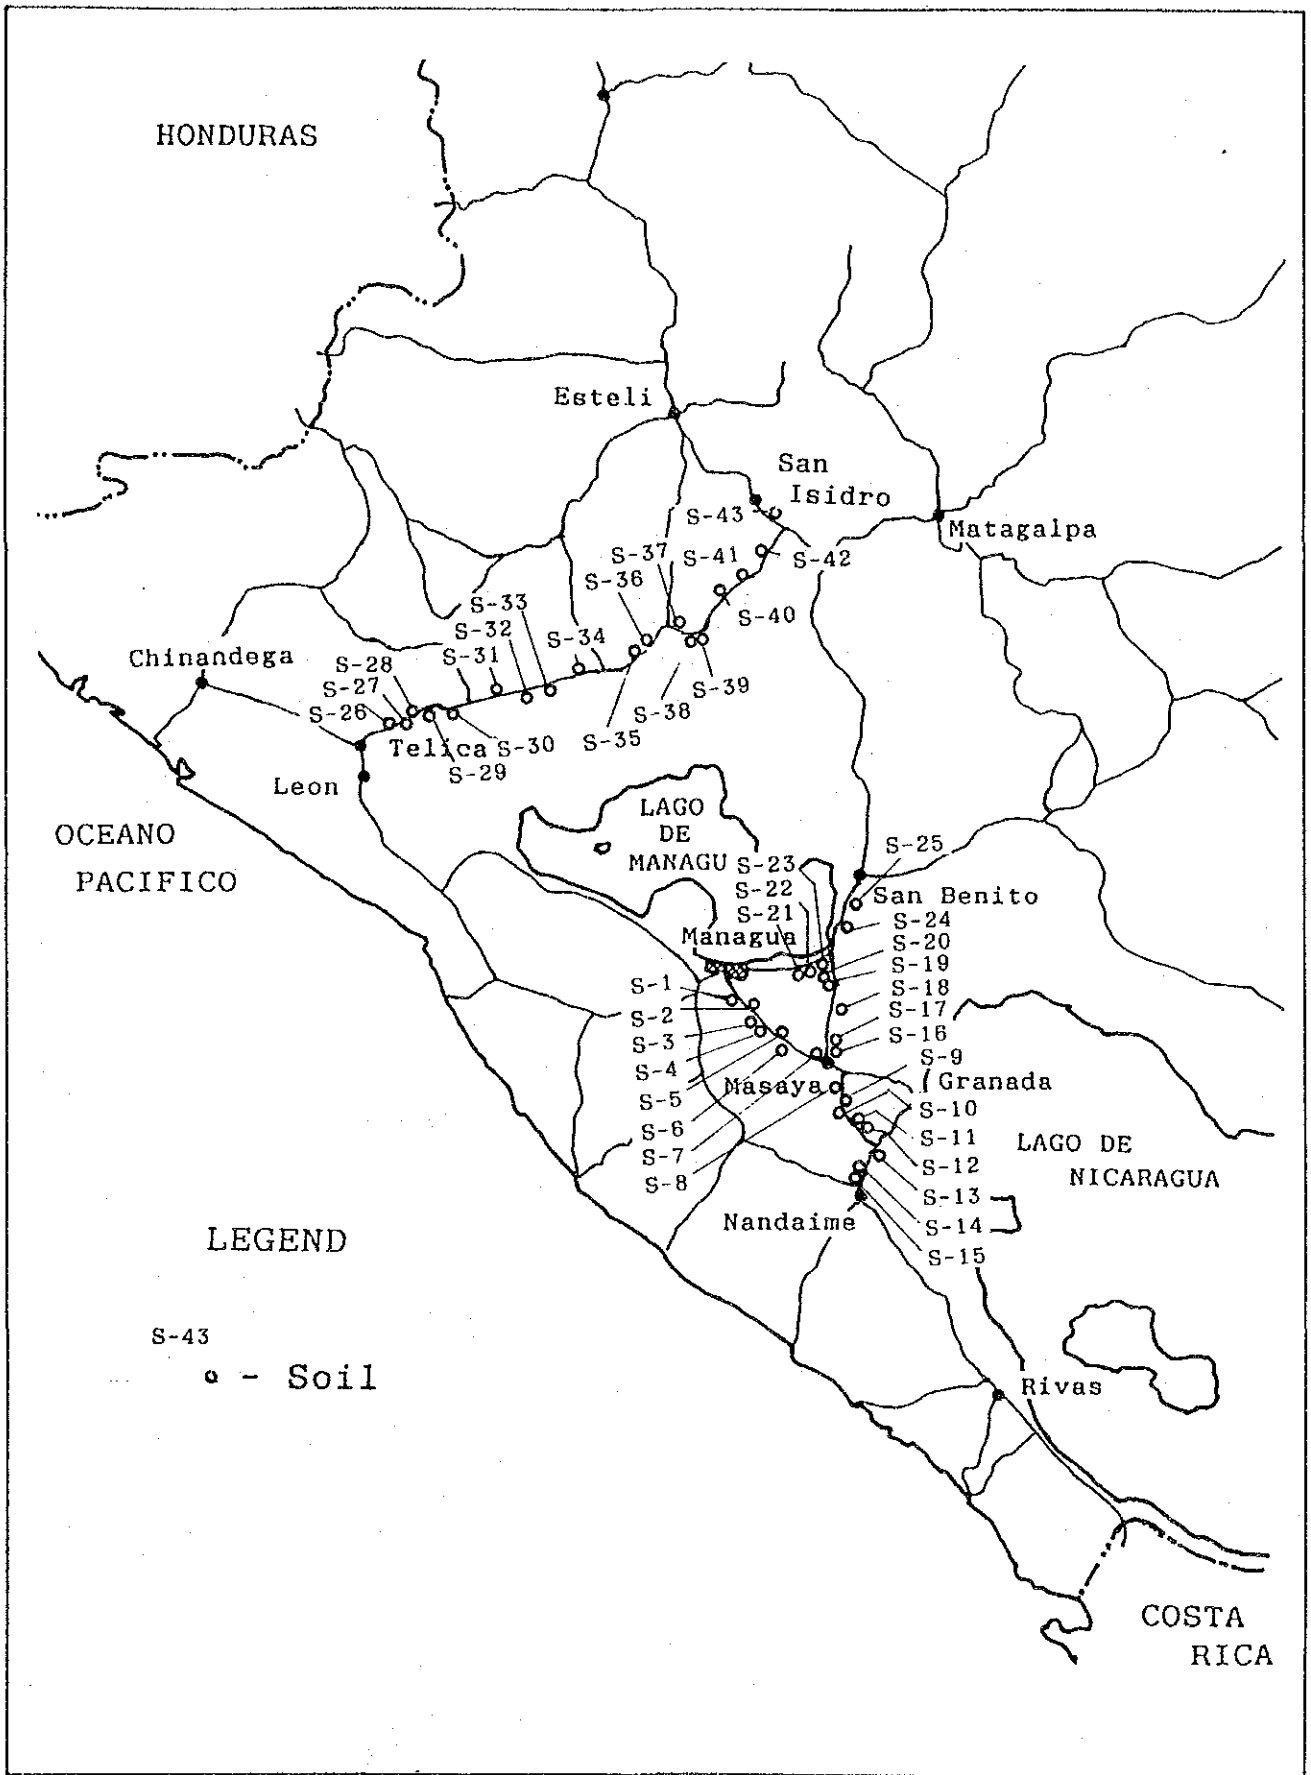 HONDURAS
Esteli
San
Isidro
S-43
Matagalpa
S-37
S-41
S-42
S-36
S-33
S-40
S-32
S-34
Chinandega
S-28
S-31
S-27
S-39
S-26
S-38
Telica
S-30
S-35
S-29
Leon
LAGO
DE
MANAGU
OCEANO
PACIFICO
S-25
S-23
S-22
San Benito
S-21
S-24
Managua
S-20
S-19
S-1
S-18
S-2
S-17
S-3
S-16
S-4
S-9
Masaya
Granada
S-5
S-10
S-6
S-11
S-7
S-12
S-8
LAGO DE
NICARAGUA
S-13
Nandaime
S-14
S-15
LEGEND
S-43
o - Soil
Rivas
COSTA
RICA